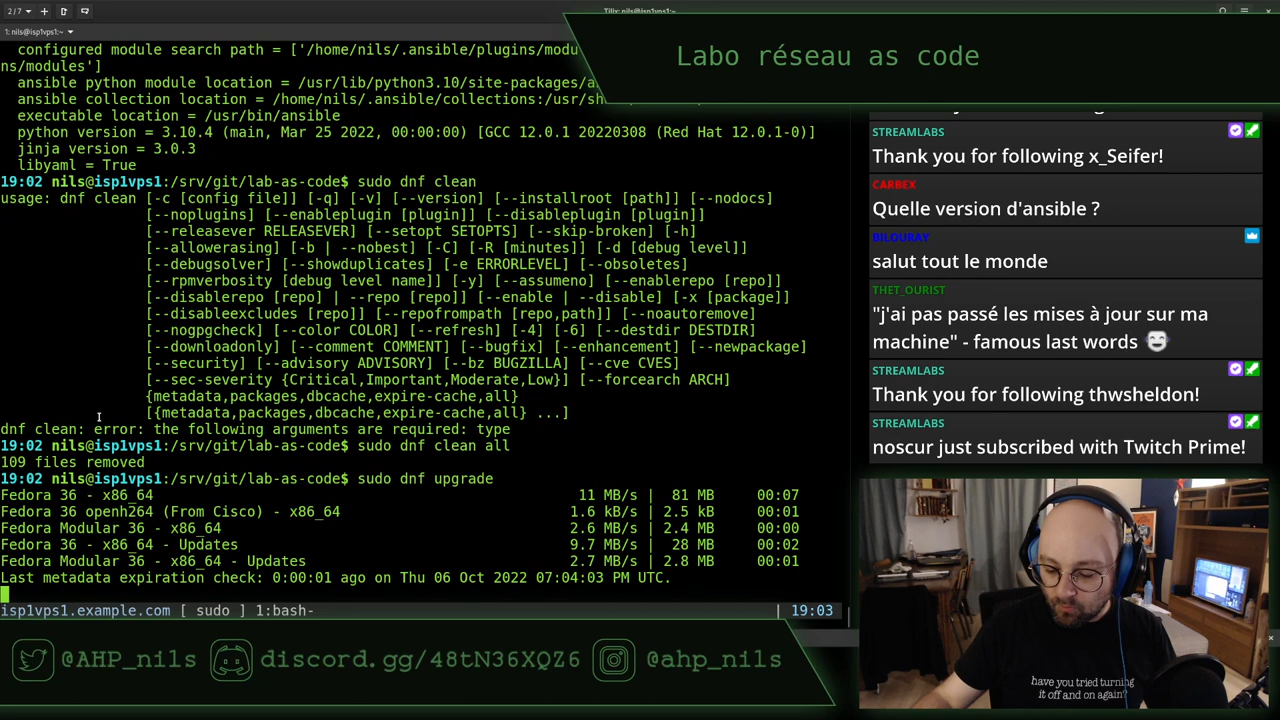 2/7
Tilix: nils@isp1vps1:~
1: nils@isp1vps1:~
configured module search path = ['/home/nils/.ansible/plugins/modu
ns/modules']
ansible python module location = /usr/lib/python3.10/site-packages/a
ansible collection location = /home/nils/.ansible/collections:/usr/sh
executable location = /usr/bin/ansible
python version = 3.10.4 (main, Mar 25 2022, 00:00:00) [GCC 12.0.1 20220308 (Red Hat 12.0.1-0)]
jinja version = 3.0.3
libyaml = True
19:02 nils@isp1vps1:/srv/git/lab-as-code$ sudo dnf clean
usage: dnf clean [-c [config file]] [-q] [-v] [--version] [--installroot [path]] [--nodocs]
[--noplugins] [--enableplugin [plugin]] [--disableplugin [plugin]]
[--releasever RELEASEVER] [--setopt SETOPTS] [--skip-broken] [-h]
[--allowerasing] [-b | --nobest] [-C] [-R [minutes]] [-d [debug level]]
[--debugsolver] [--showduplicates] [-e ERRORLEVEL] [--obsoletes]
[--rpmverbosity [debug level name]] [-y] [--assumeno] [--enablerepo [repo]]
[--disablerepo [repo] | --repo [repo]] [--enable | --disable] [-x [package]]
[--disableexcludes [repo]] [--repofrompath [repo,path]] [--noautoremove]
[--nogpgcheck] [--color COLOR] [--refresh] [-4] [-6] [--destdir DESTDIR]
[--downloadonly] [--comment COMMENT] [--bugfix] [--enhancement] [--newpackage]
[--security] [--advisory ADVISORY] [--bz BUGZILLA] [--cve CVES]
[--sec-severity {Critical,Important,Moderate,Low}] [--forcearch ARCH]
{metadata,packages,dbcache,expire-cache,all}
[{metadata,packages,dbcache,expire-cache,all} ...]
dnf clean: error: the following arguments are required: type
19:02 nils@isp1vps1:/srv/git/lab-as-code$ sudo dnf clean all
109 files removed
19:02 nils@isp1vps1:/srv/git/lab-as-code$ sudo dnf upgrade
Fedora 36 - x86_64 11 MB/s | 81 MB 00:07
Fedora 36 openh264 (From Cisco) - x86_64 1.6 kB/s | 2.5 kB 00:01
Fedora Modular 36 - x86_64 2.6 MB/s | 2.4 MB 00:00
Fedora 36 - x86_64 - Updates 9.7 MB/s | 28 MB 00:02
Fedora Modular 36 - x86_64 - Updates 2.7 MB/s | 2.8 MB 00:01
Last metadata expiration check: 0:00:01 ago on Thu 06 Oct 2022 07:04:03 PM UTC.
isp1vps1.example.com [ sudo ] 1:bash- | 19:03
Labo réseau as code
STREAMLABS
Thank you for following x_Seifer!
CARBEX
Quelle version d'ansible ?
BILOURAY
salut tout le monde
THET_OURIST
"j'ai pas passé les mises à jour sur ma
machine" - famous last words
STREAMLABS
Thank you for following thwsheldon!
STREAMLABS
noscur just subscribed with Twitch Prime!
have you tried turning
it off and on again?
@AHP_nils discord.gg/48tN36XQZ6 @ahp_nils